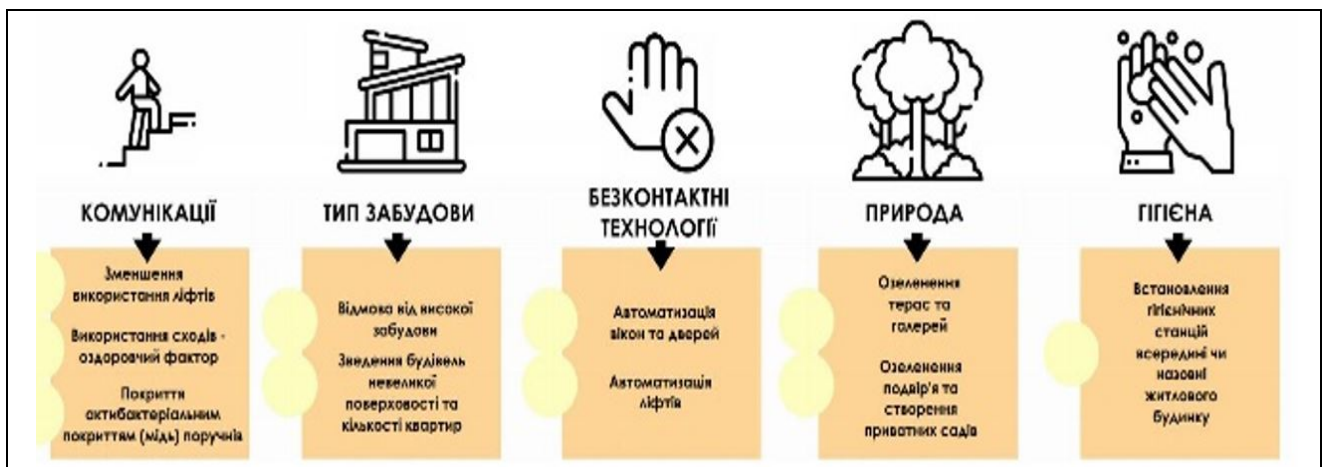 КОМУНІКАЦІЇ
Зменшення
використання ліфтів
Використання сходів -
оздоровчий фактор
Покриття
актибактеріальним
покриттям (мідь) поручнів
ТИП ЗАБУДОВИ
Відмова від високої
забудови
Зведення будівель
невеликої
поверховості та
кількості квартир
БЕЗКОНТАКТНІ
ТЕХНОЛОГІЇ
Автоматизація
вікон та дверей
Автоматизація
ліфтів
ПРИРОДА
Озеленення
терас та
галерей
Озеленення
подвір'я та
створення
приватних садів
ГІГІЄНА
Встановлення
гігієнічних
станцій
всередині чи
назовні
житлового
будинку